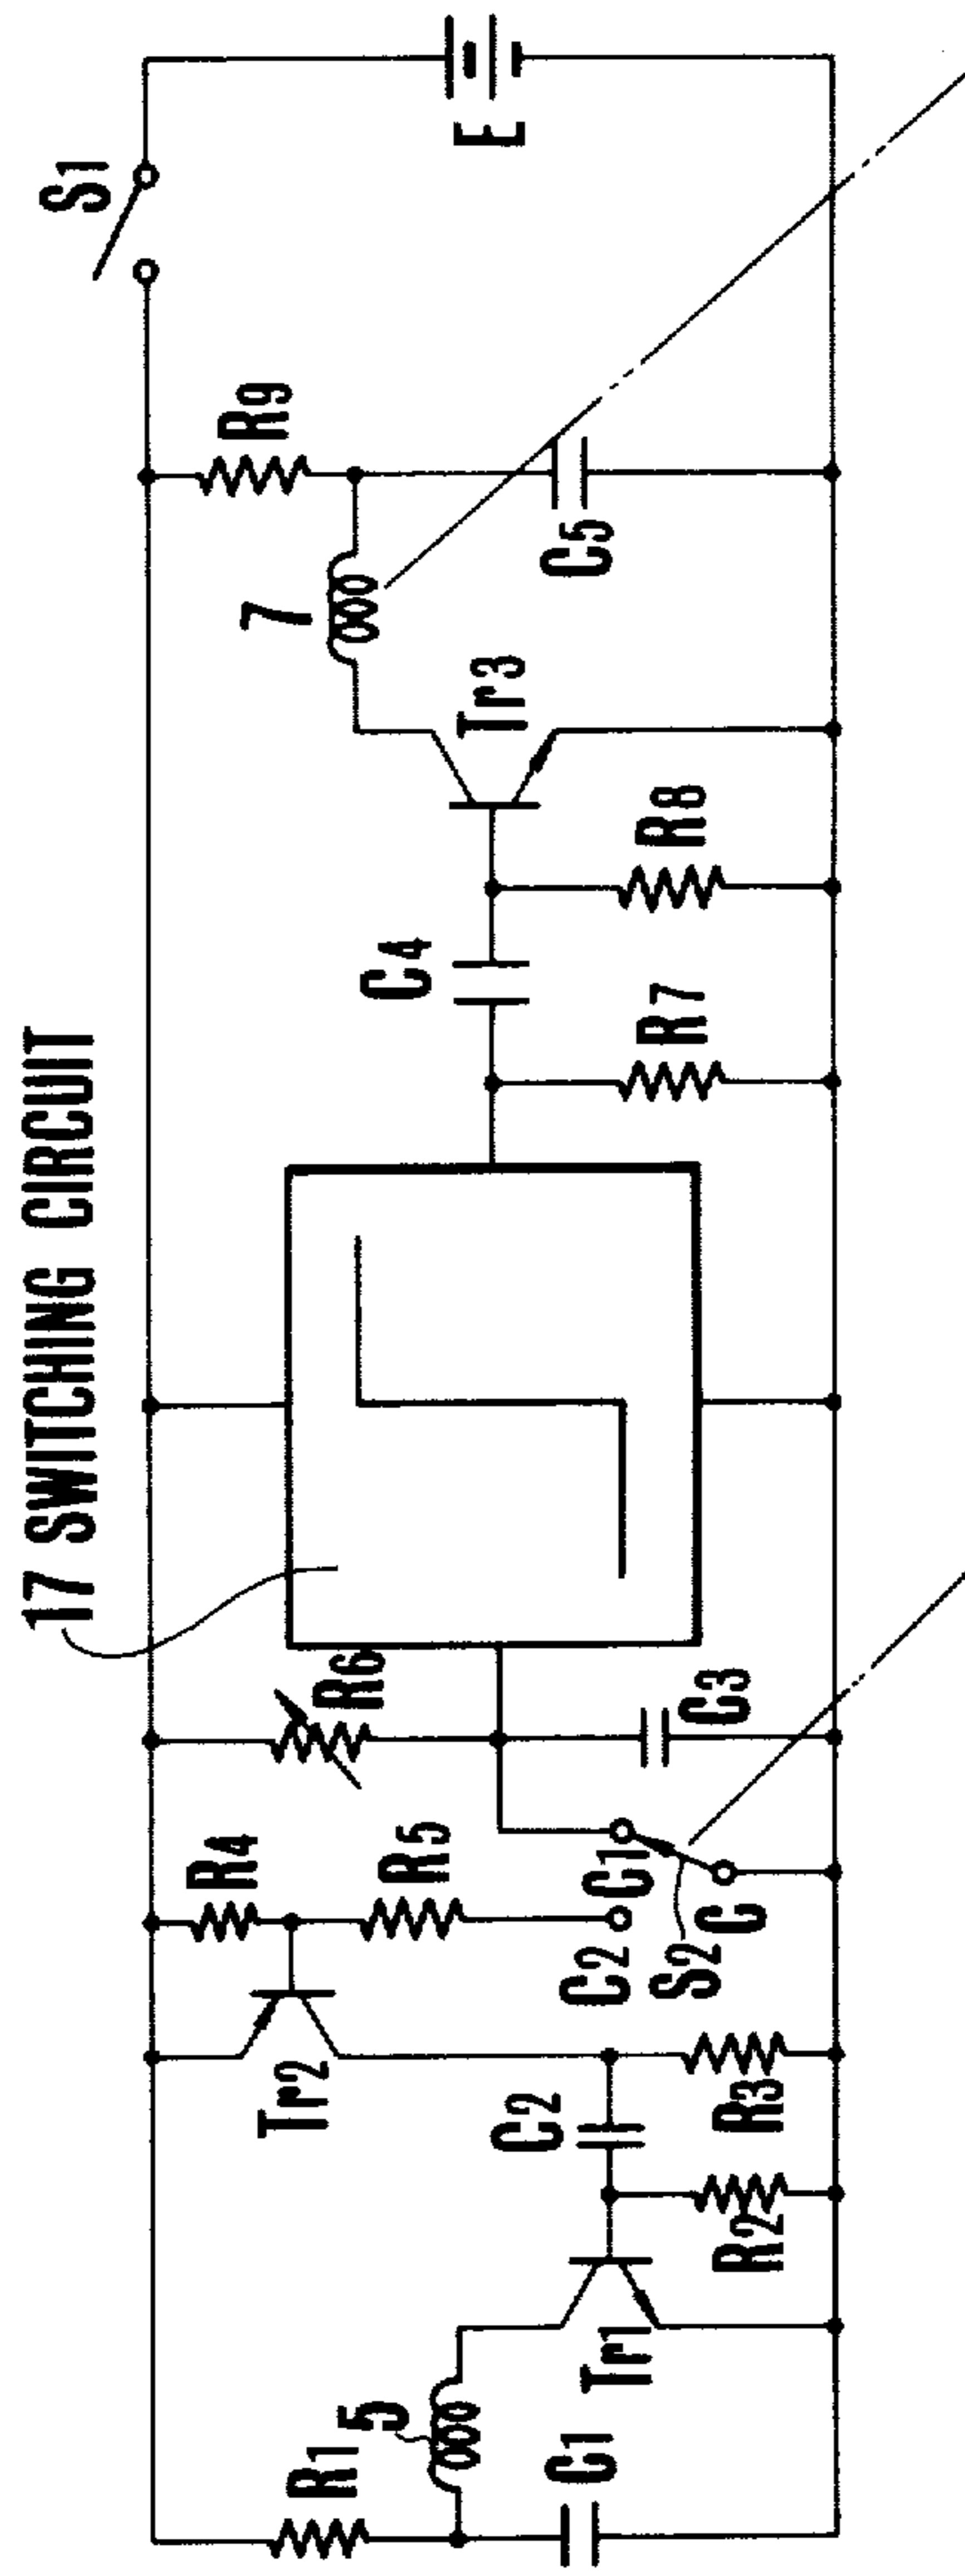 17 SWITCHING CIRCUIT
S1
E
R9
7
C5
Tr3
C4
R8
R7
R6
C3
R4
R5
C1
C2
S2
C
Tr2
C2
R3
R2
Tr1
R1
5
C1